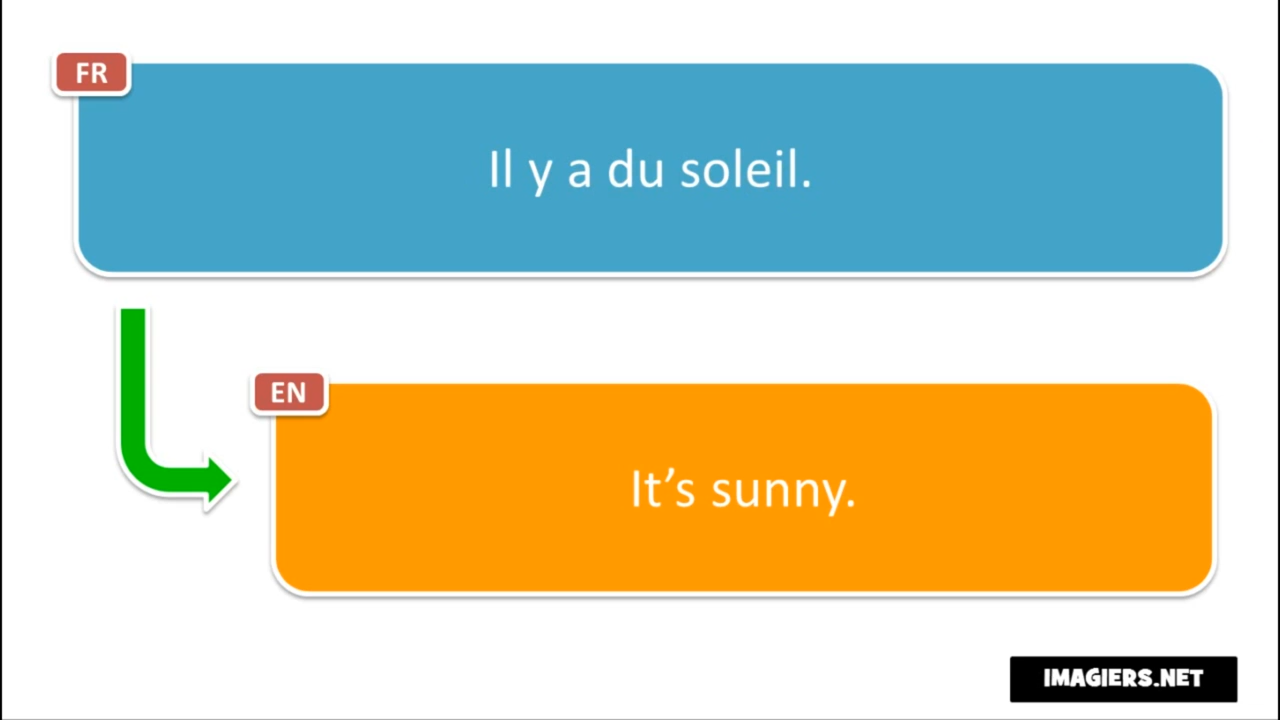 FR
Il y a du soleil.
EN
It’s sunny.
IMAGIERS.NET